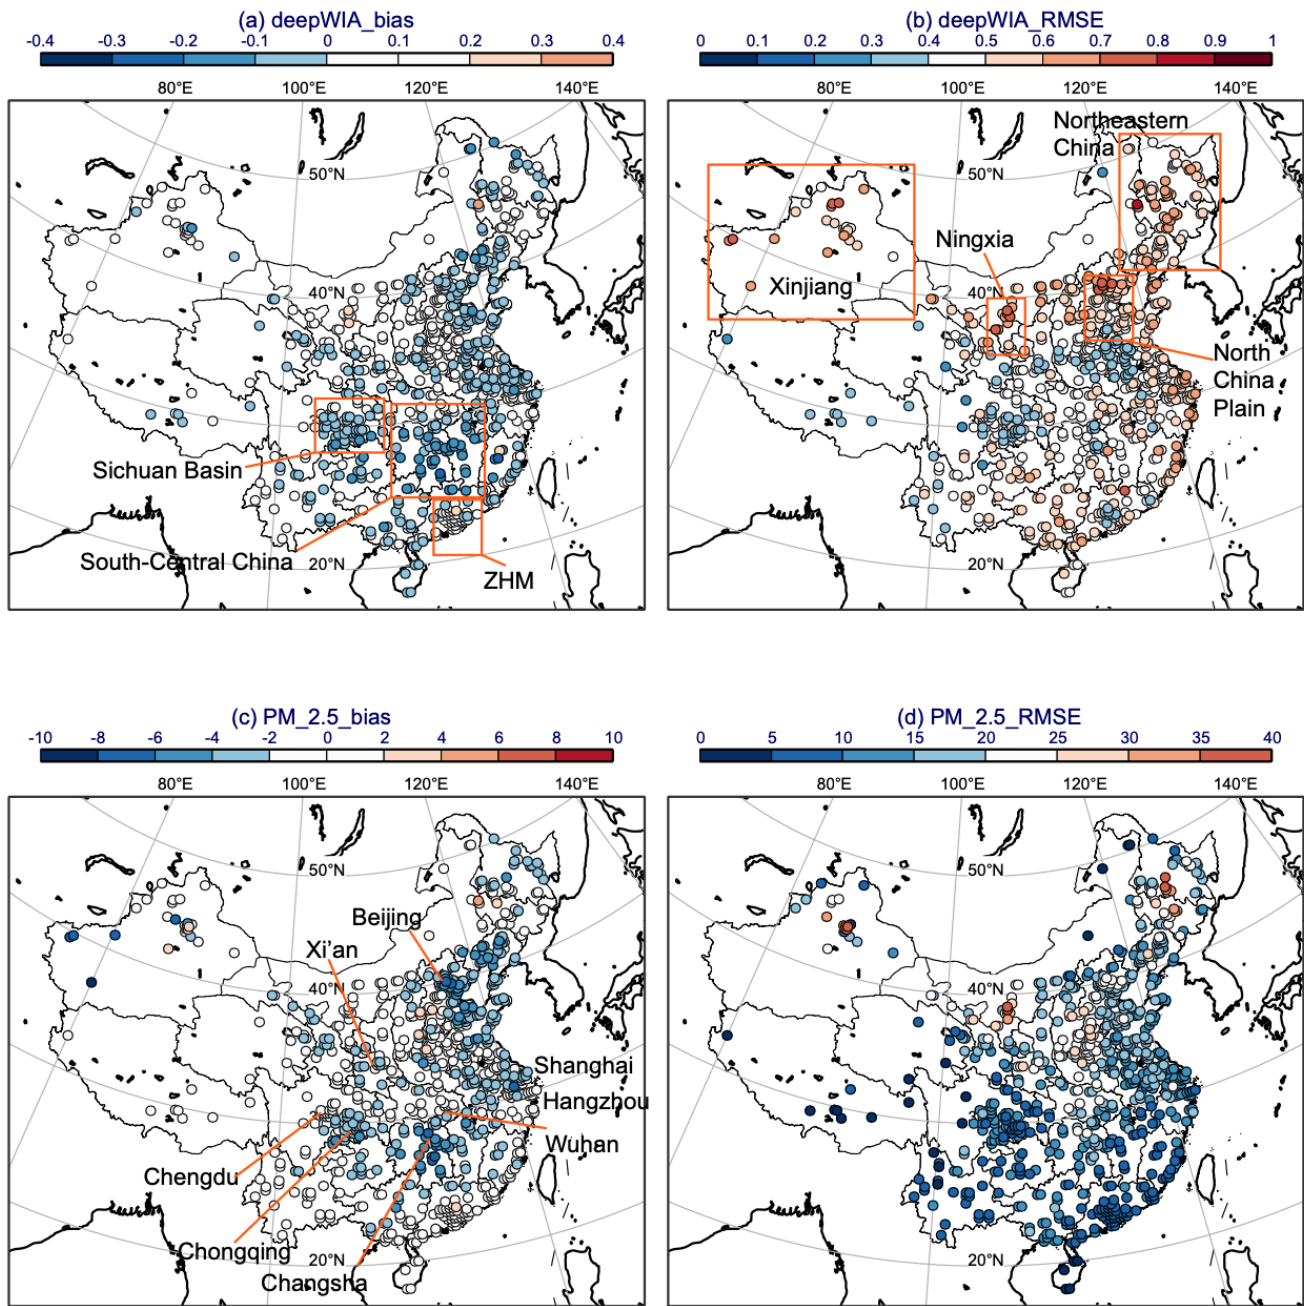 (a) deepWIA_bias
-0.4 -0.3 -0.2 -0.1 0 0.1 0.2 0.3 0.4
80°E 100°E 120°E 140°E
50°N
40°N
Sichuan Basin
South-Central China
20°N
ZHM
(b) deepWIA_RMSE
0 0.1 0.2 0.3 0.4 0.5 0.6 0.7 0.8 0.9 1
80°E 100°E 120°E 140°E
Northeastern
China
50°N
Ningxia
Xinjiang
40°N
North
China
Plain
20°N
(c) PM_2.5_bias
-10 -8 -6 -4 -2 0 2 4 6 8 10
80°E 100°E 120°E 140°E
50°N
Beijing
Xi'an
40°N
Shanghai
Hangzhou
Wuhan
Chengdu
Chongqing
20°N
Changsha
(d) PM_2.5_RMSE
0 5 10 15 20 25 30 35 40
80°E 100°E 120°E 140°E
50°N
40°N
20°N